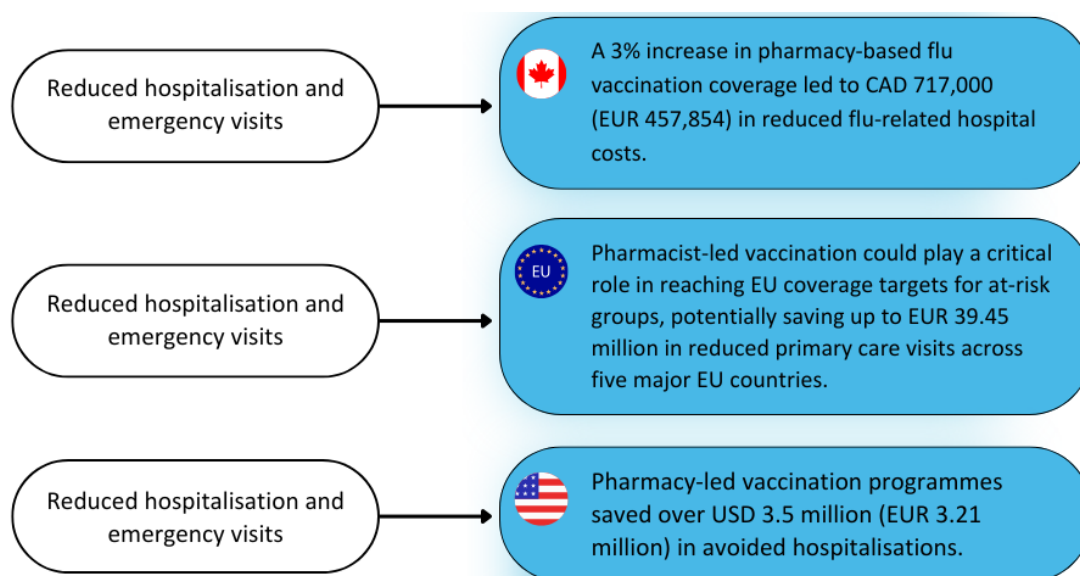 Reduced hospitalisation and
emergency visits
A 3% increase in pharmacy-based flu
vaccination coverage led to CAD 717,000
(EUR 457,854) in reduced flu-related hospital
costs.
Reduced hospitalisation and
emergency visits
EU
Pharmacist-led vaccination could play a critical
role in reaching EU coverage targets for at-risk
groups, potentially saving up to EUR 39.45
million in reduced primary care visits across
five major EU countries.
Reduced hospitalisation and
emergency visits
Pharmacy-led vaccination programmes
saved over USD 3.5 million (EUR 3.21
million) in avoided hospitalisations.